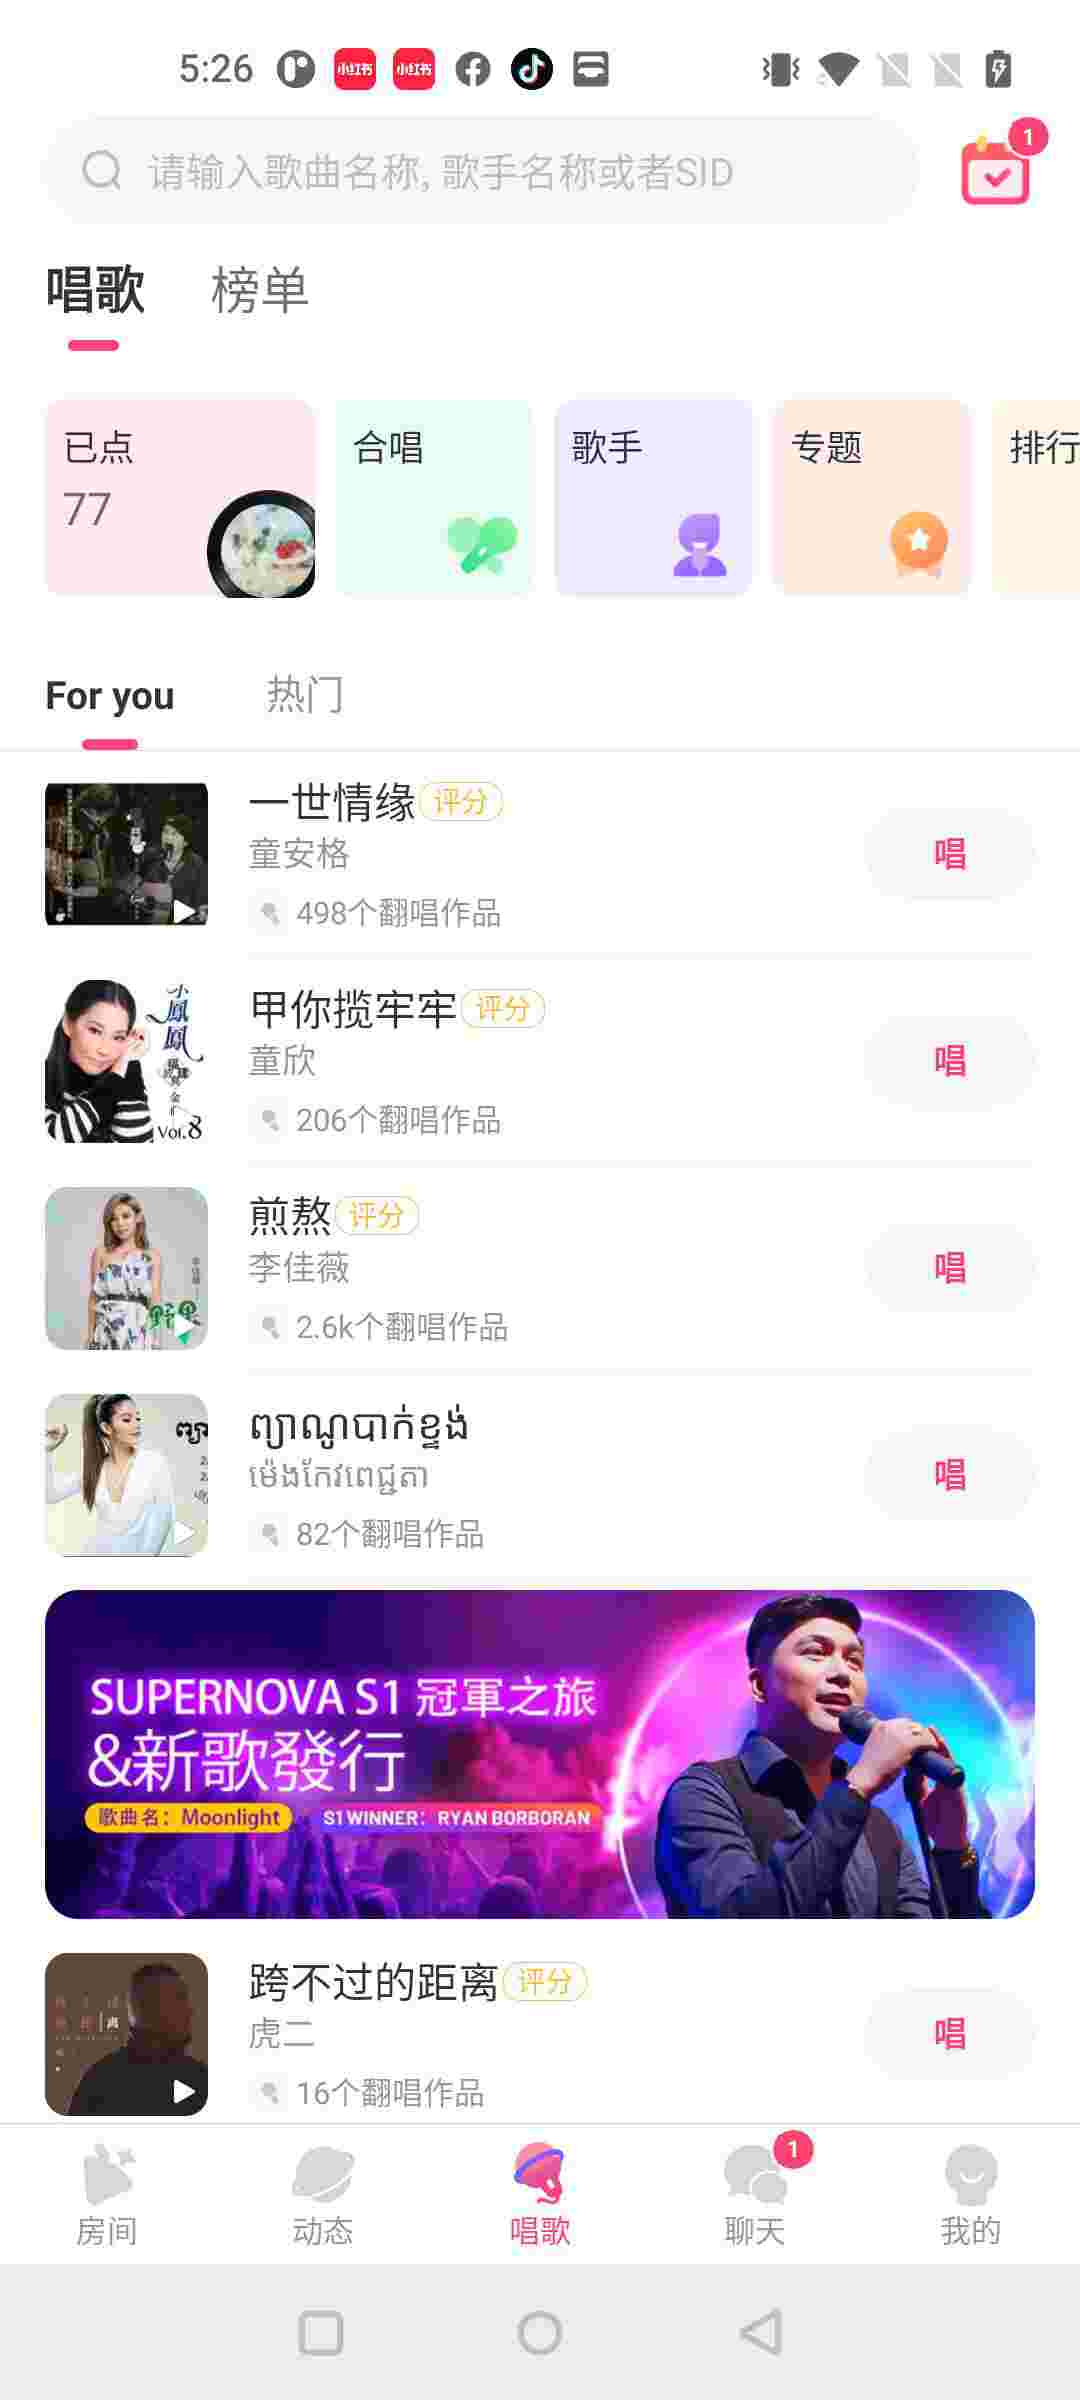 5:26
小红书
小红书
请输入歌曲名称, 歌手名称或者SID
1
唱歌
榜单
已点
77
合唱
歌手
专题
排行
For you
热门
一世情缘
评分
童安格
498个翻唱作品
唱
小鳳鳳
Vol.8
甲你揽牢牢
评分
童欣
206个翻唱作品
唱
煎熬
评分
李佳薇
2.6k个翻唱作品
唱
ព្យាណូបាក់ខ្ទង់
ម៉េងកែវពេជ្ជតា
82个翻唱作品
唱
SUPERNOVA S1 冠軍之旅
&新歌發行
歌曲名：Moonlight
S1 WINNER：RYAN BORBORAN
跨不过的距离
评分
虎二
16个翻唱作品
唱
房间
动态
唱歌
聊天
1
我的